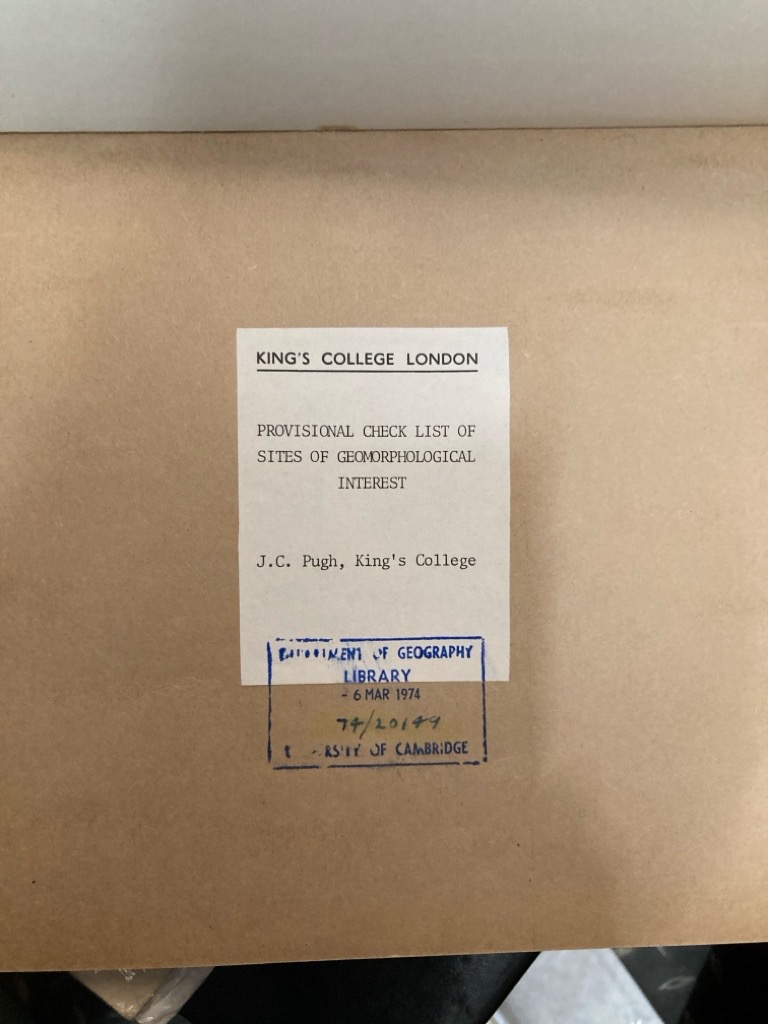 KING'S COLLEGE LONDON
PROVISIONAL CHECK LIST OF
SITES OF GEOMORPHOLOGICAL
INTEREST
J.C. Pugh, King's College
OF GEOGRAPHY
LIBRARY
- 6 MAR 1974
74/20149
OF CAMBRIDGE